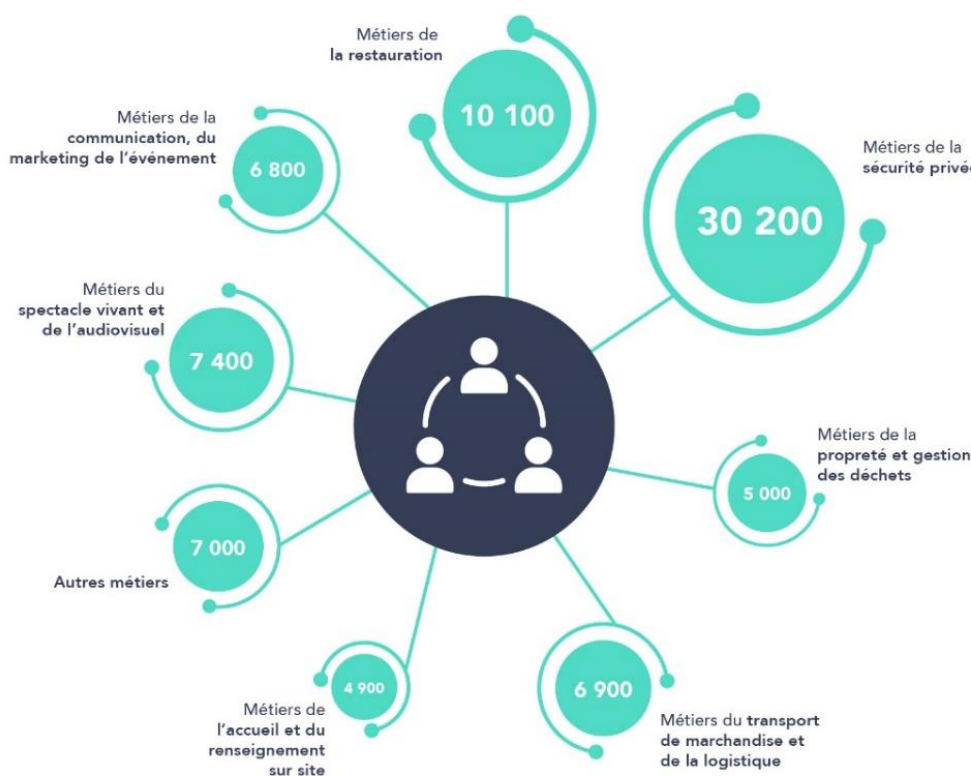 Métiers de
la restauration
10 100
Métiers de la
communication, du
marketing de l'événement
6 800
Métiers de la
sécurité privée
30 200
Métiers du
spectacle vivant et
de l'audiovisuel
7 400
Métiers de la
propreté et gestion
des déchets
5 000
Autres métiers
7 000
Métiers de
l'accueil et du
renseignement
sur site
4 900
6 900
Métiers du transport
de marchandise et
de la logistique